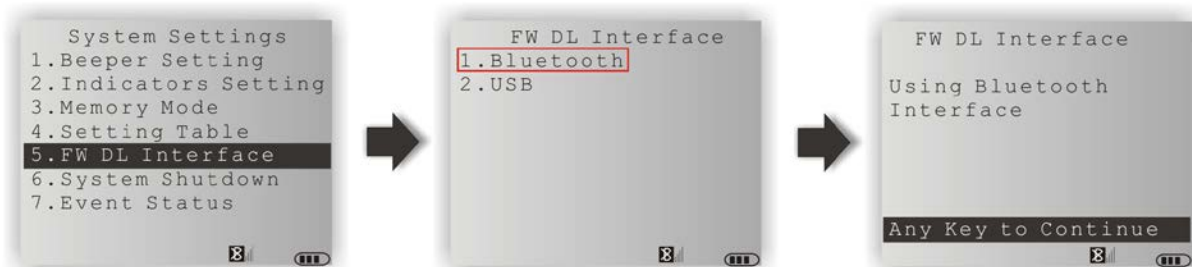 System Settings
1.Beeper Setting
2.Indicators Setting
3.Memory Mode
4.Setting Table
5.FW DL Interface
6.System Shutdown
7.Event Status
FW DL Interface
1.Bluetooth
2.USB
FW DL Interface
Using Bluetooth
Interface
Any Key to Continue